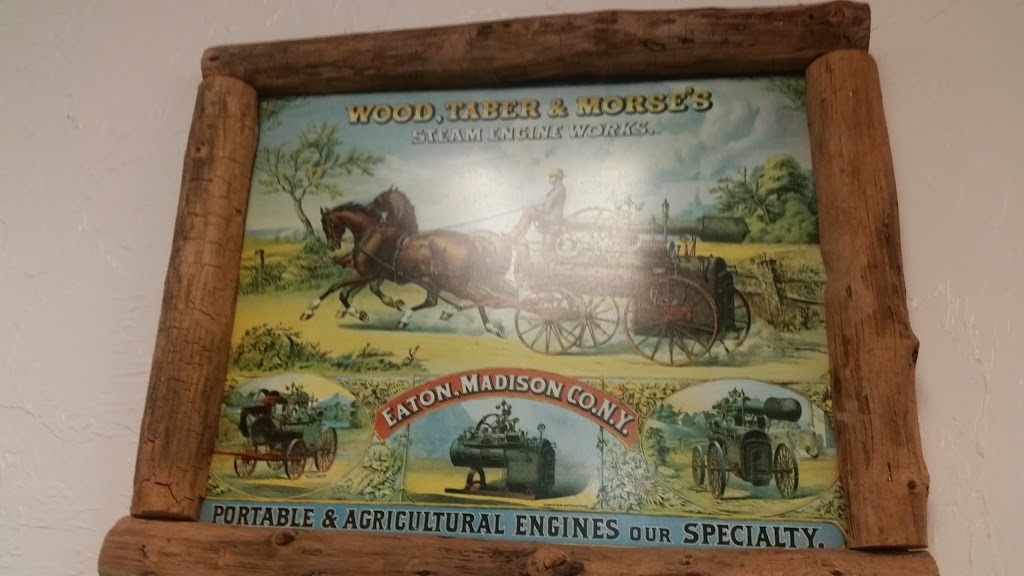 WOOD, TABER & MORSE'S
STEAM ENGINE WORKS.
EATON, MADISON CO. N.Y.
PORTABLE & AGRICULTURAL ENGINES OUR SPECIALTY.